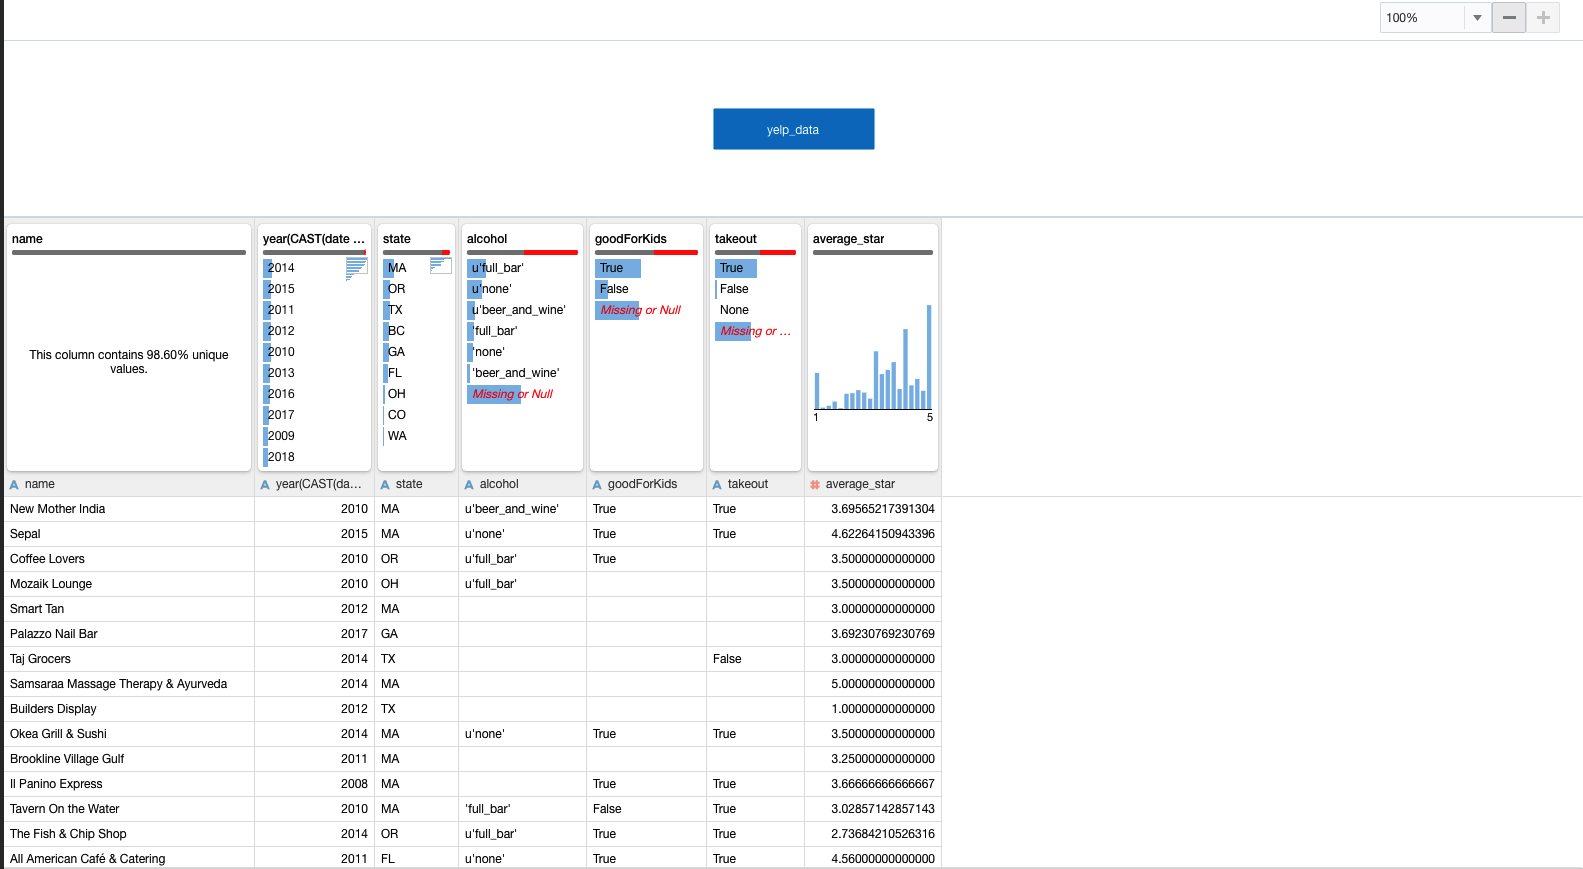 100%
yelp_data
name year(CAST(date ... state alcohol goodForKids takeout average_star
This column contains 98.60% unique
values.
2014
2015
2011
2012
2010
2013
2016
2017
2009
2018
MA
OR
TX
BC
GA
FL
OH
CO
WA
u'full_bar'
u'none'
u'beer_and_wine'
'full_bar'
'none'
'beer_and_wine'
Missing or Null
True
False
Missing or Null
True
False
None
Missing or ...
1 5
A name A year(CAST(da... A state A alcohol A goodForKids A takeout # average_star
New Mother India 2010 MA u'beer_and_wine' True True 3.69565217391304
Sepal 2015 MA u'none' True True 4.62264150943396
Coffee Lovers 2010 OR u'full_bar' True 3.50000000000000
Mozaik Lounge 2010 OH u'full_bar' 3.50000000000000
Smart Tan 2012 MA 3.00000000000000
Palazzo Nail Bar 2017 GA 3.69230769230769
Taj Grocers 2014 TX False 3.00000000000000
Samsaraa Massage Therapy & Ayurveda 2014 MA 5.00000000000000
Builders Display 2012 TX 1.00000000000000
Okea Grill & Sushi 2014 MA u'none' True True 3.50000000000000
Brookline Village Gulf 2011 MA 3.25000000000000
Il Panino Express 2008 MA True True 3.66666666666667
Tavern On the Water 2010 MA 'full_bar' False True 3.02857142857143
The Fish & Chip Shop 2014 OR u'full_bar' True True 2.73684210526316
All American Café & Catering 2011 FL u'none' True True 4.56000000000000